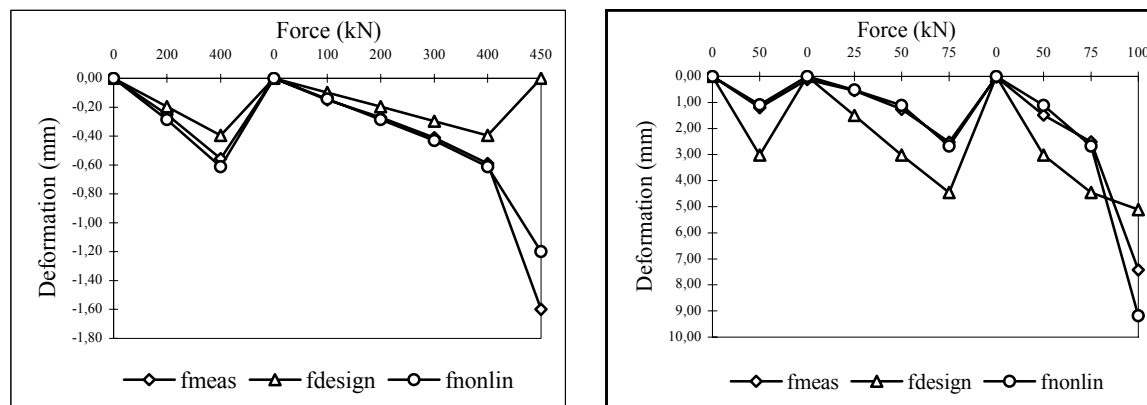 Force (kN)
0 200 400 0 100 200 300 400 450
0,00
-0,20
-0,40
-0,60
-0,80
-1,00
-1,20
-1,40
-1,60
-1,80
Deformation (mm)
fmeas fdesign fnonlin
Force (kN)
0 50 0 25 50 75 0 50 75 100
0,00
1,00
2,00
3,00
4,00
5,00
6,00
7,00
8,00
9,00
10,00
Deformation (mm)
fmeas fdesign fnonlin